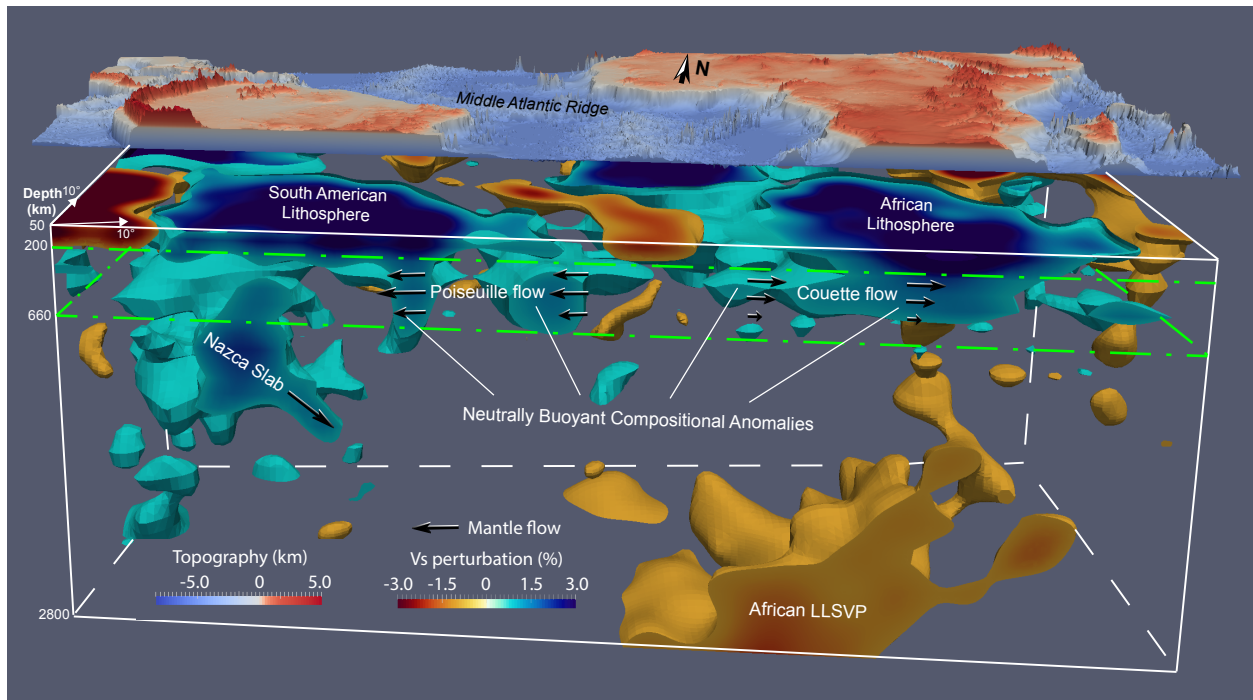 N
Middle Atlantic Ridge
Depth
(km)
10°
10°
50
200
660
2800
South American
Lithosphere
African
Lithosphere
Poiseuille flow
Couette flow
Nazca Slab
Neutrally Buoyant Compositional Anomalies
Mantle flow
Topography (km)
-5.0 0 5.0
Vs perturbation (%)
-3.0 -1.5 0 1.5 3.0
African LLSVP